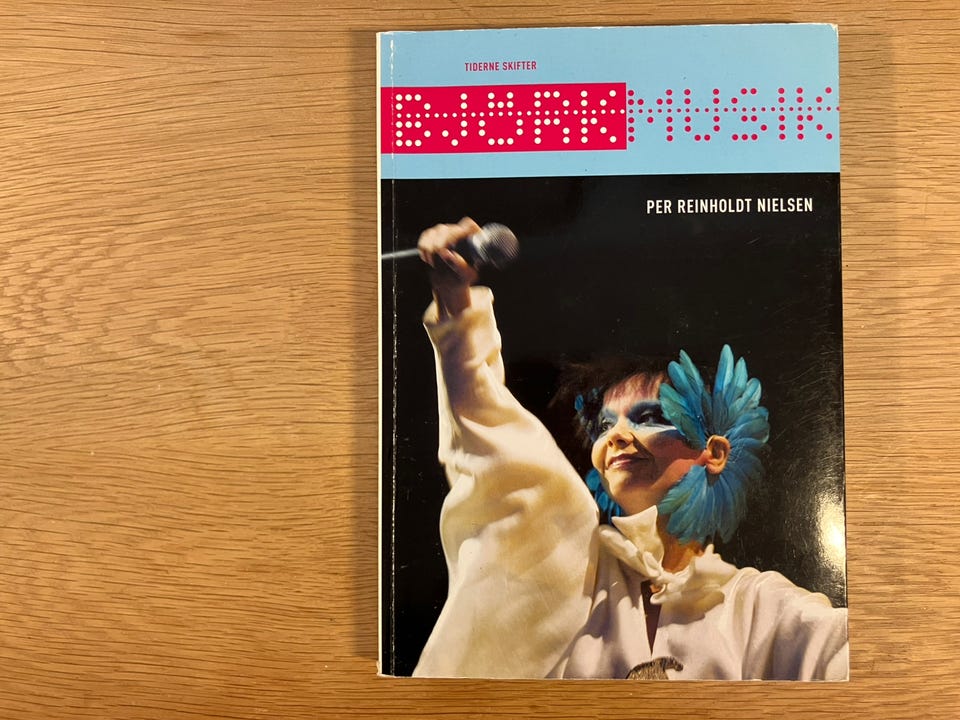 TIDERNE SKIFTER
BJÖRKMUSIK
PER REINHOLDT NIELSEN